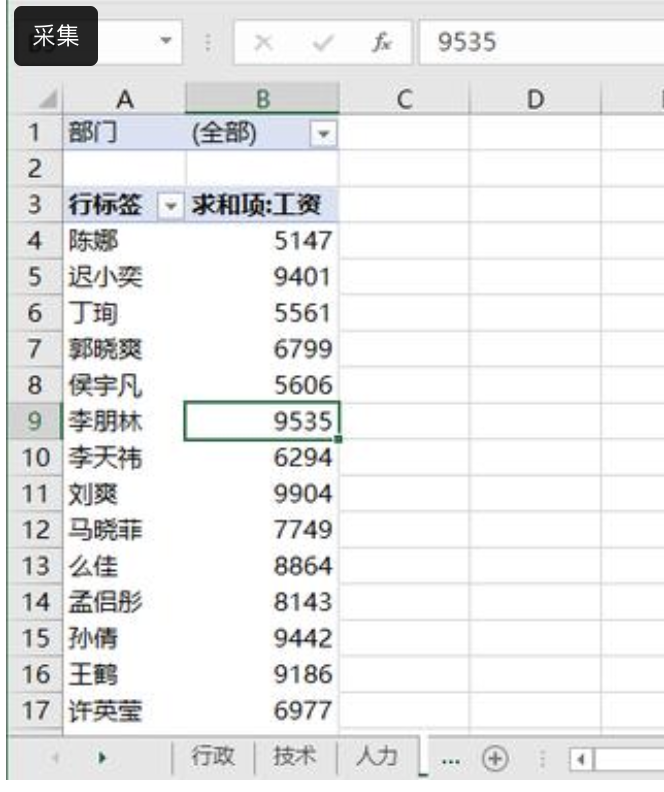 采集
fx 9535
A B C D
1 部门 (全部)
2
3 行标签 求和项:工资
4 陈娜 5147
5 迟小奕 9401
6 丁珣 5561
7 郭晓爽 6799
8 侯宇凡 5606
9 李朋林 9535
10 李天祎 6294
11 刘爽 9904
12 马晓菲 7749
13 么佳 8864
14 孟侣彤 8143
15 孙倩 9442
16 王鹤 9186
17 许英莹 6977
行政 技术 人力 ...